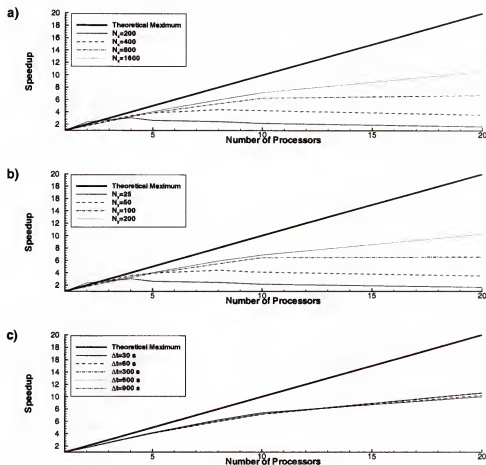 a)
Speedup
20
18
16
14
12
10
8
6
4
2
Theoretical Maximum
Nₓ=200
Nₓ=400
Nₓ=800
Nₓ=1600
5
10
15
20
Number of Processors
b)
Speedup
20
18
16
14
12
10
8
6
4
2
Theoretical Maximum
=25
=50
=100
=200
5
10
15
20
Number of Processors
c)
Speedup
20
18
16
14
12
10
8
6
4
2
Theoretical Maximum
Δt=30 s
Δt=60 s
Δt=300 s
Δt=600 s
Δt=900 s
5
10
15
20
Number of Processors